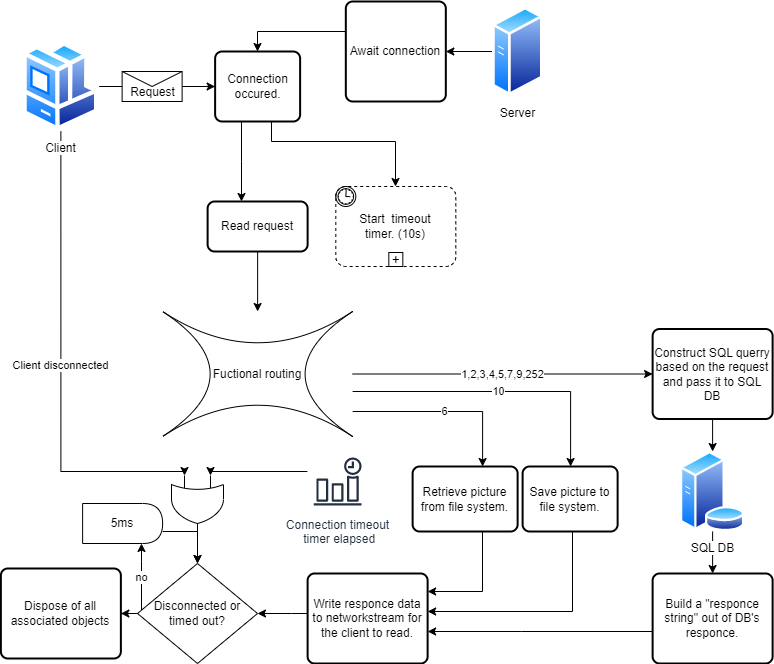 Await connection
Server
Connection
occured.
Request
Client
Start  timeout
timer. (10s)
Read request
Client disconnected
Fuctional routing
1,2,3,4,5,7,9,252
10
6
Construct SQL querry
based on the request
and pass it to SQL
DB
Retrieve picture
from file system.
Save picture to
file system.
Connection timeout
timer elapsed
5ms
SQL DB
no
Dispose of all
associated objects
Disconnected or
timed out?
Write responce data
to networkstream for
the client to read.
Build a "responce
string" out of DB's
responce.